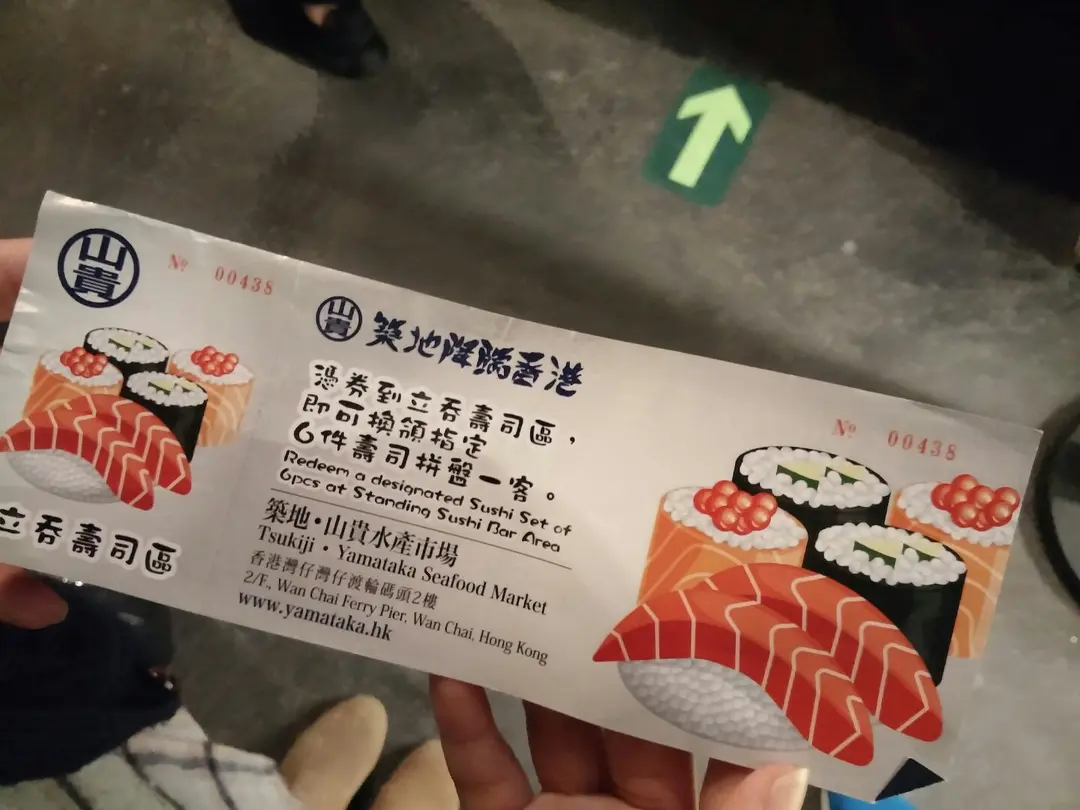 山貴
Nº 00438
立吞壽司區
山貴 築地降臨香港
憑券到立吞壽司區，
即可換領指定
6件壽司拼盤一客。
Redeem a designated Sushi Set of
6pcs at Standing Sushi Bar Area
築地·山貴水產市場
Tsukiji · Yamataka Seafood Market
香港灣仔灣仔渡輪碼頭2樓
2/F, Wan Chai Ferry Pier, Wan Chai, Hong Kong
www.yamataka.hk
Nº 00438